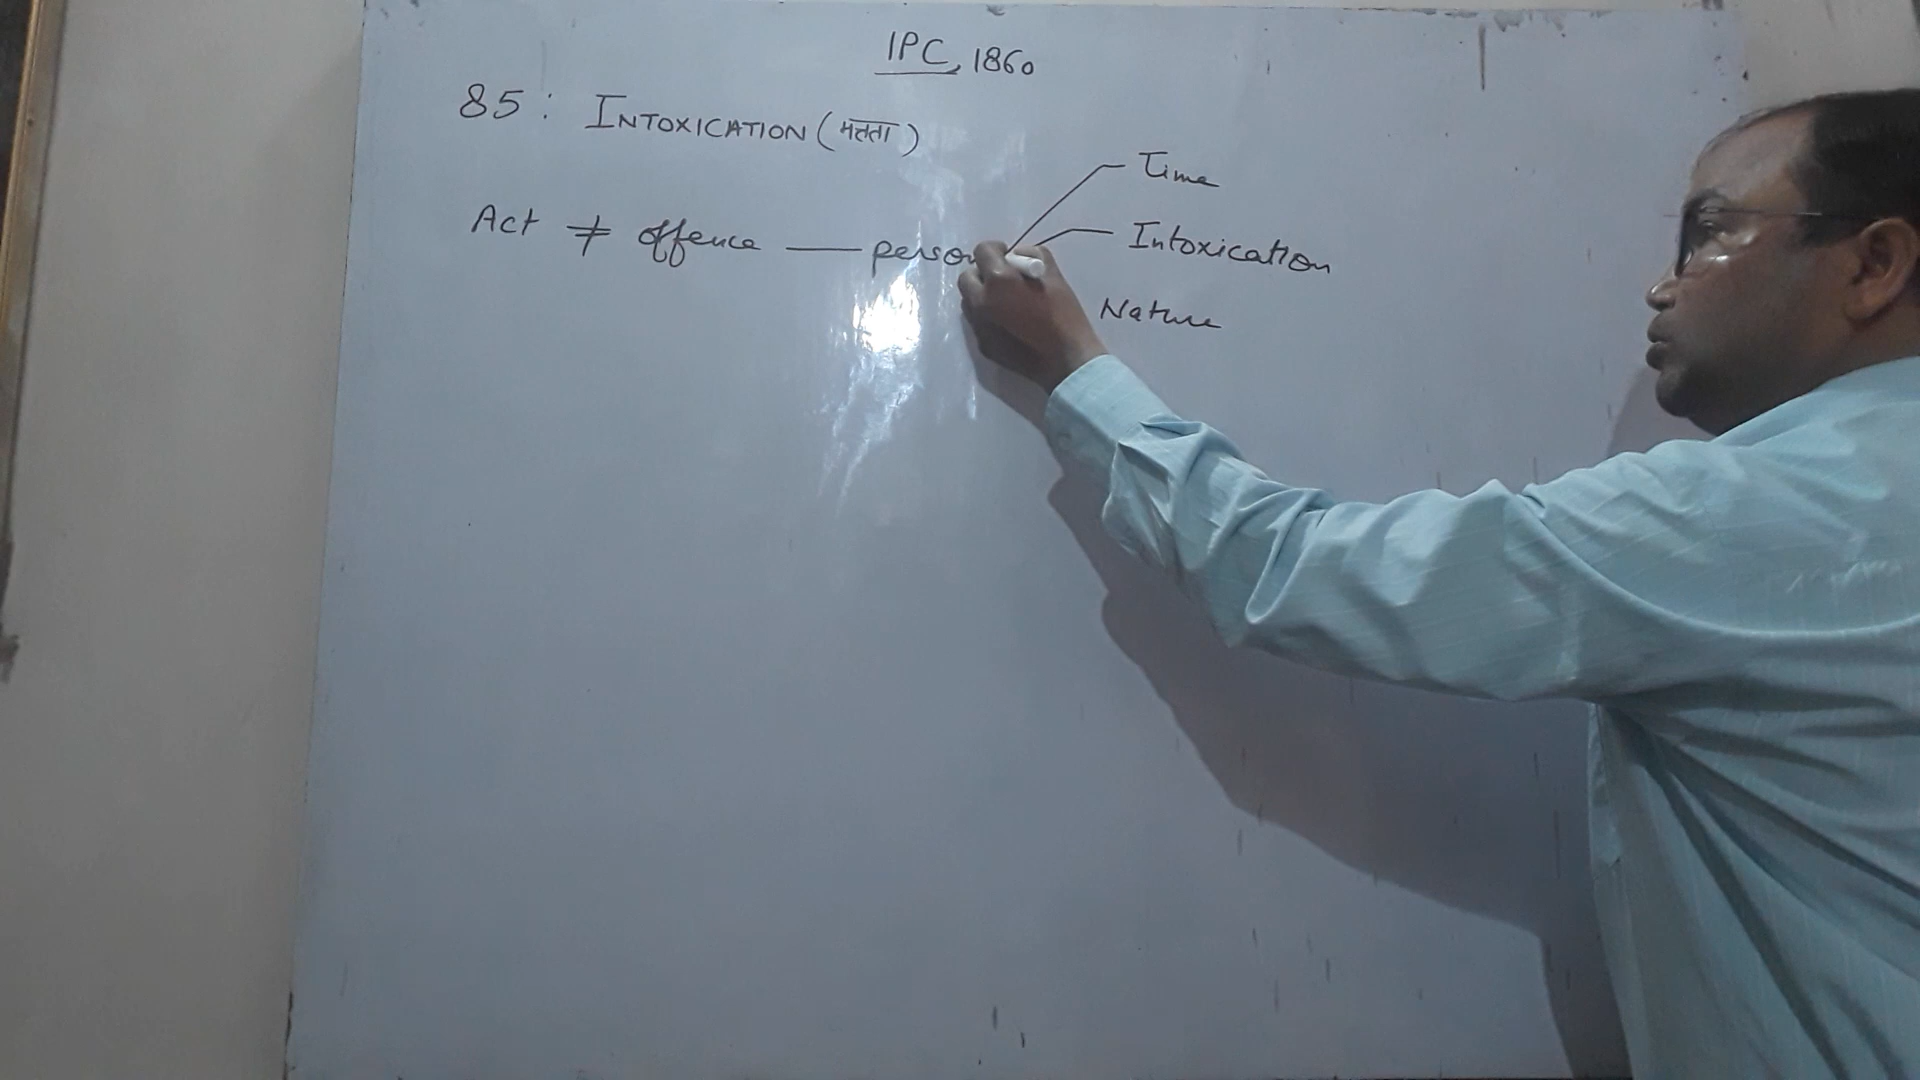 IPC, 1860
85 : INTOXICATION (मत्तता)
Time
Act ≠ offence — person
Intoxication
Nature